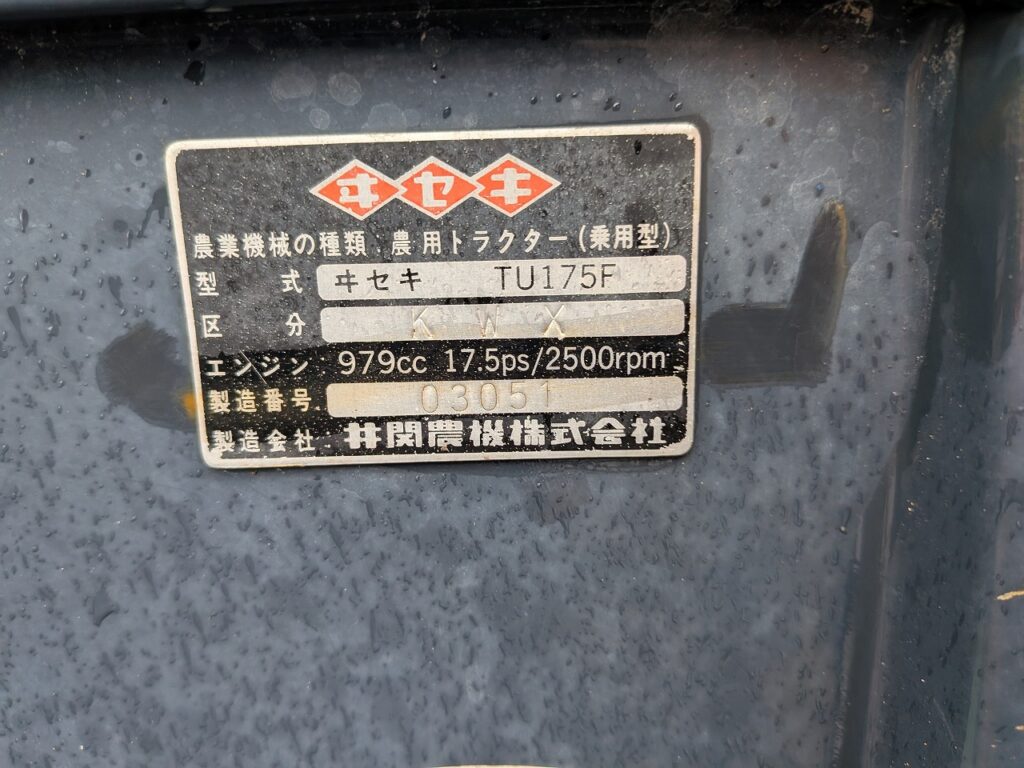 ヰセキ
農業機械の種類:農用トラクター(乗用型)
型式 ヰセキ TU175F
区分 KWX
エンジン:979cc 17.5ps/2500rpm
製造番号:03051
製造会社:井関農機株式会社